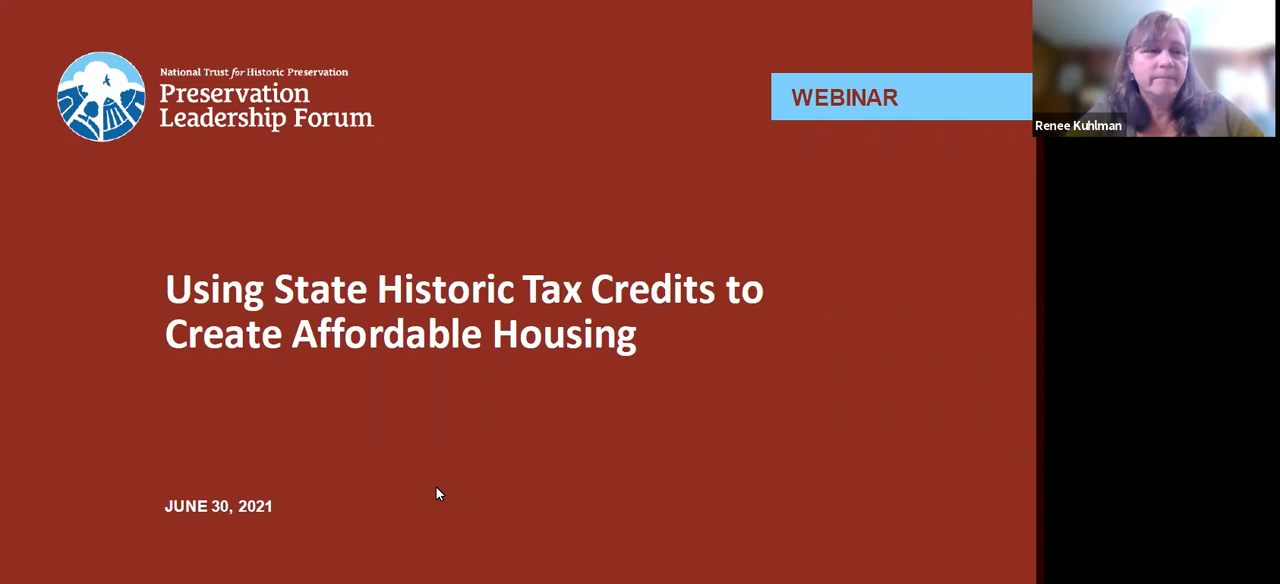 National Trust for Historic Preservation
Preservation
Leadership Forum
WEBINAR
Renee Kuhlman
Using State Historic Tax Credits to
Create Affordable Housing
JUNE 30, 2021